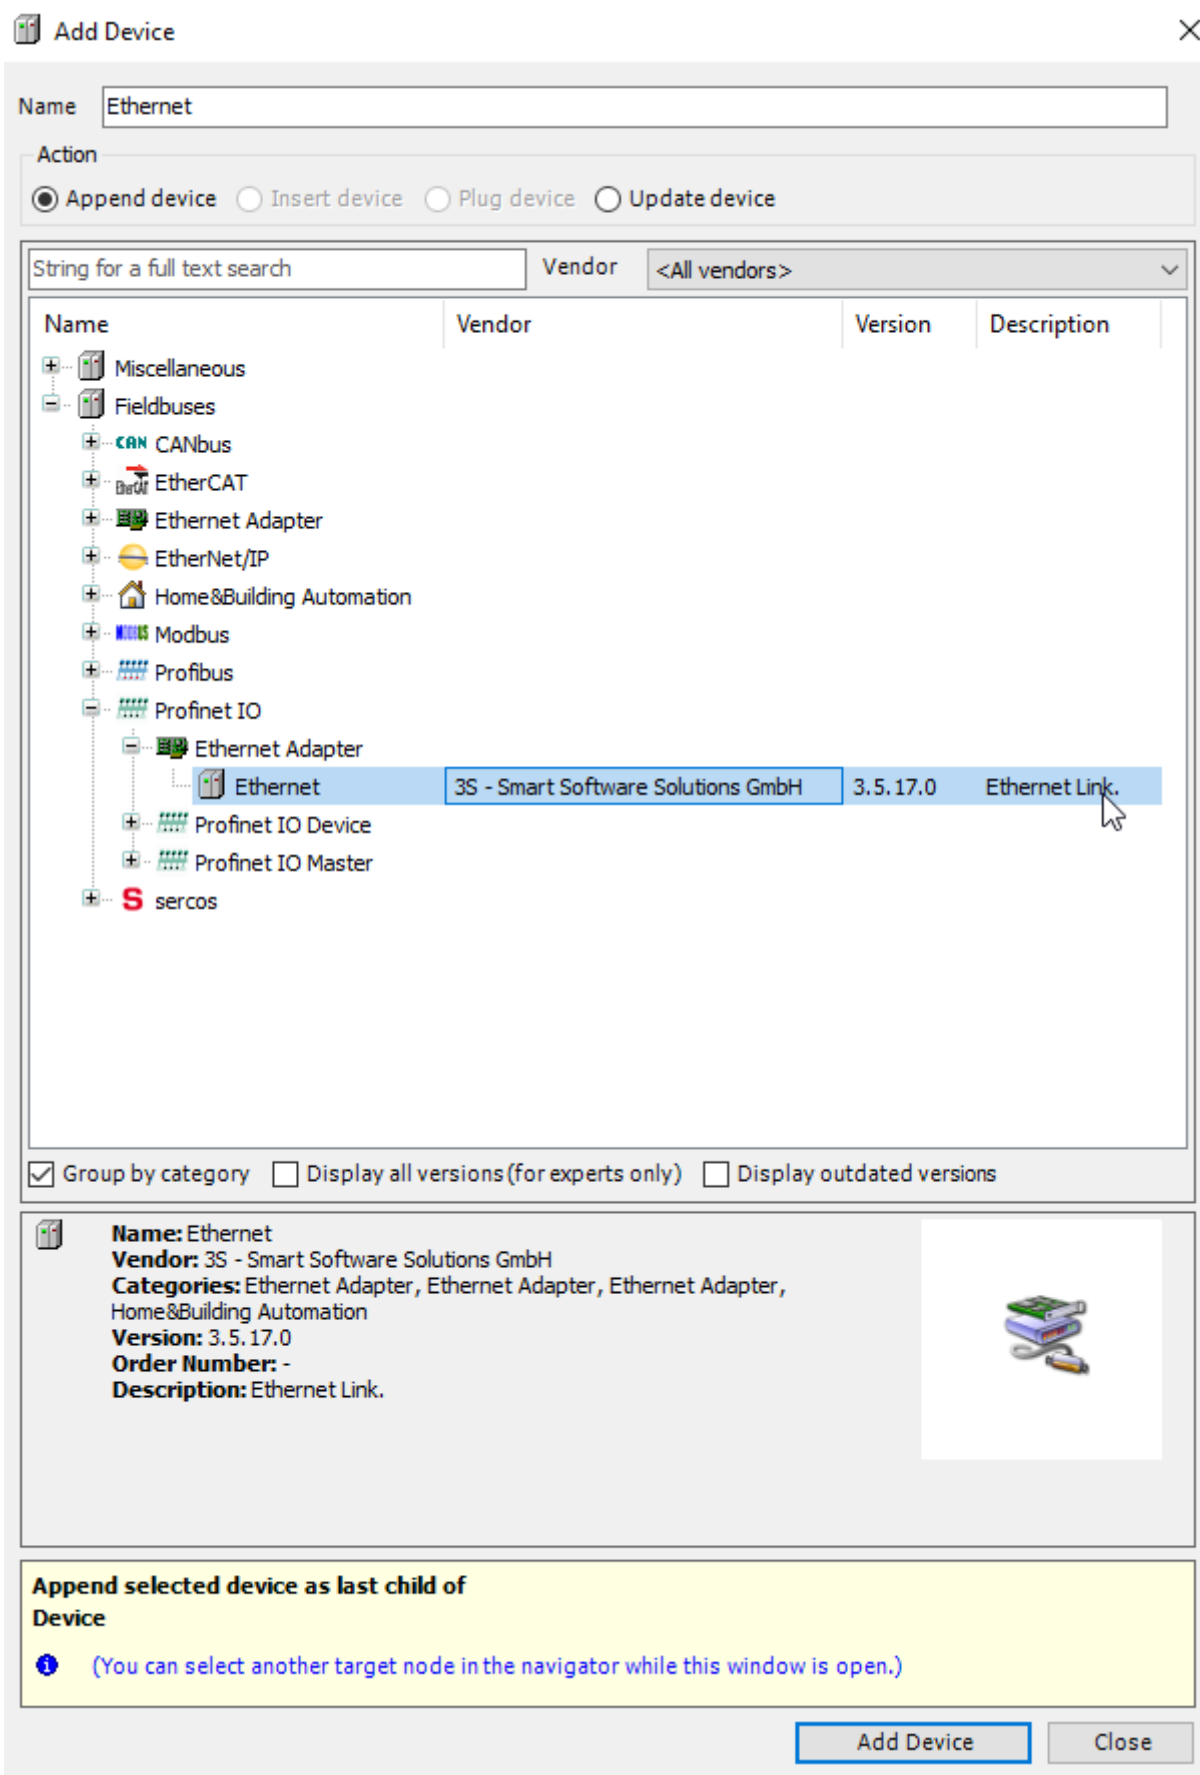 Add Device
Name Ethernet
Action
Append device Insert device Plug device Update device
String for a full text search Vendor <All vendors>
Name Vendor Version Description
Miscellaneous
Fieldbuses
CAN CANbus
EtherCAT EtherCAT
Ethernet Adapter
EtherNet/IP
Home&Building Automation
MODBUS Modbus
Profibus
Profinet IO
Ethernet Adapter
Ethernet 3S - Smart Software Solutions GmbH 3.5.17.0 Ethernet Link.
Profinet IO Device
Profinet IO Master
S sercos
Group by category Display all versions (for experts only) Display outdated versions
Name: Ethernet
Vendor: 3S - Smart Software Solutions GmbH
Categories: Ethernet Adapter, Ethernet Adapter, Ethernet Adapter,
Home&Building Automation
Version: 3.5.17.0
Order Number: -
Description: Ethernet Link.
Append selected device as last child of
Device
(You can select another target node in the navigator while this window is open.)
Add Device Close